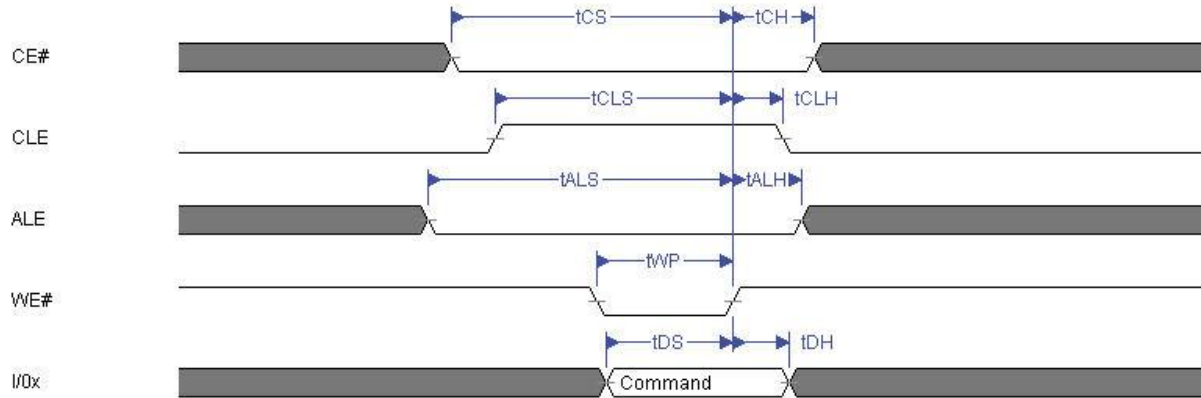 tCS tCH
CE#
tCLS tCLH
CLE
tALS tALH
ALE
tWP
WE#
tDS tDH
I/0x Command